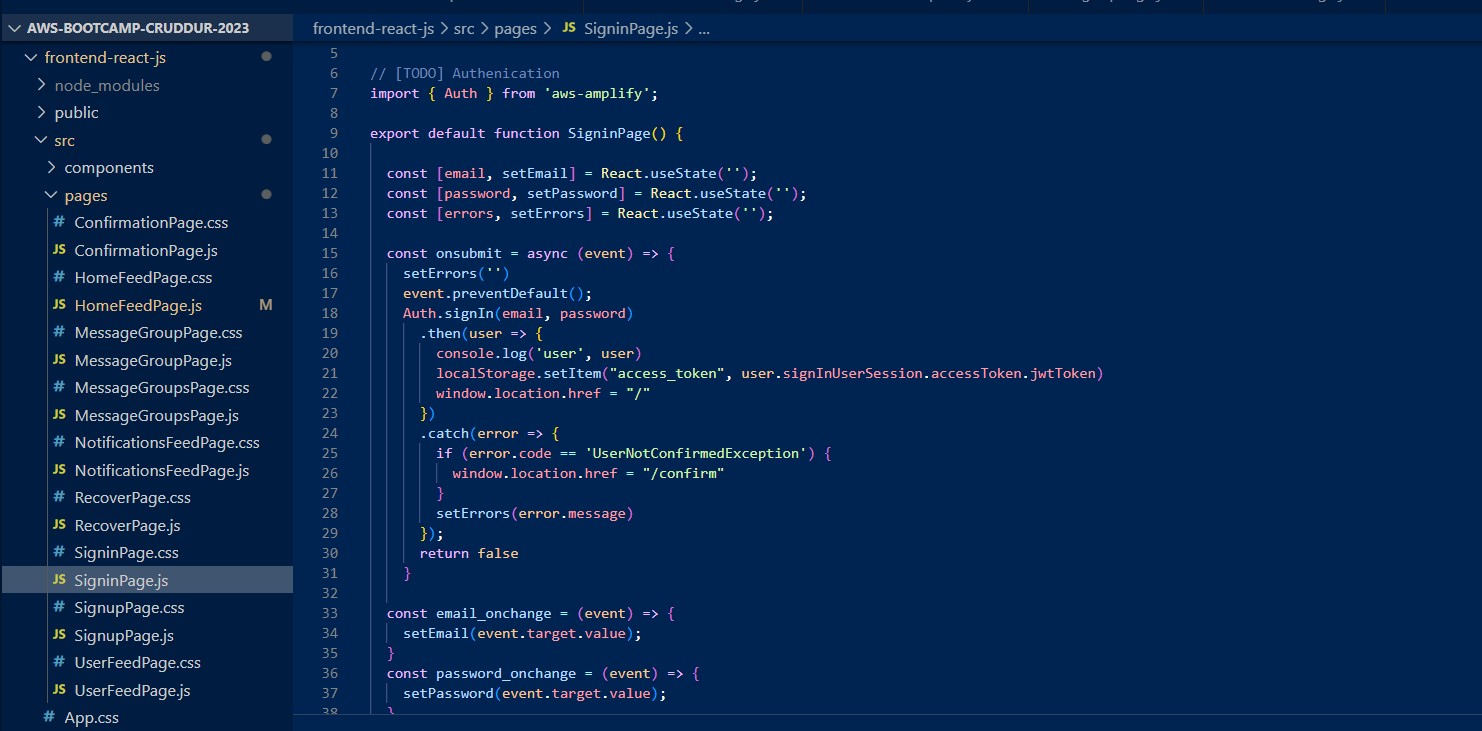 AWS-BOOTCAMP-CRUDDUR-2023
frontend-react-js
node_modules
public
src
components
pages
# ConfirmationPage.css
JS ConfirmationPage.js
# HomeFeedPage.css
JS HomeFeedPage.js M
# MessageGroupPage.css
JS MessageGroupPage.js
# MessageGroupsPage.css
JS MessageGroupsPage.js
# NotificationsFeedPage.css
JS NotificationsFeedPage.js
# RecoverPage.css
JS RecoverPage.js
# SigninPage.css
JS SigninPage.js
# SignupPage.css
JS SignupPage.js
# UserFeedPage.css
JS UserFeedPage.js
# App.css
frontend-react-js > src > pages > JS SigninPage.js > ...
5
6 // [TODO] Authenication
7 import { Auth } from 'aws-amplify';
8
9 export default function SigninPage() {
10
11 const [email, setEmail] = React.useState('');
12 const [password, setPassword] = React.useState('');
13 const [errors, setErrors] = React.useState('');
14
15 const onsubmit = async (event) => {
16 setErrors('')
17 event.preventDefault();
18 Auth.signIn(email, password)
19 .then(user => {
20 console.log('user', user)
21 localStorage.setItem("access_token", user.signInUserSession.accessToken.jwtToken)
22 window.location.href = "/"
23 })
24 .catch(error => {
25 if (error.code == 'UserNotConfirmedException') {
26 window.location.href = "/confirm"
27 }
28 setErrors(error.message)
29 });
30 return false
31 }
32
33 const email_onchange = (event) => {
34 setEmail(event.target.value);
35 }
36 const password_onchange = (event) => {
37 setPassword(event.target.value);
38 }